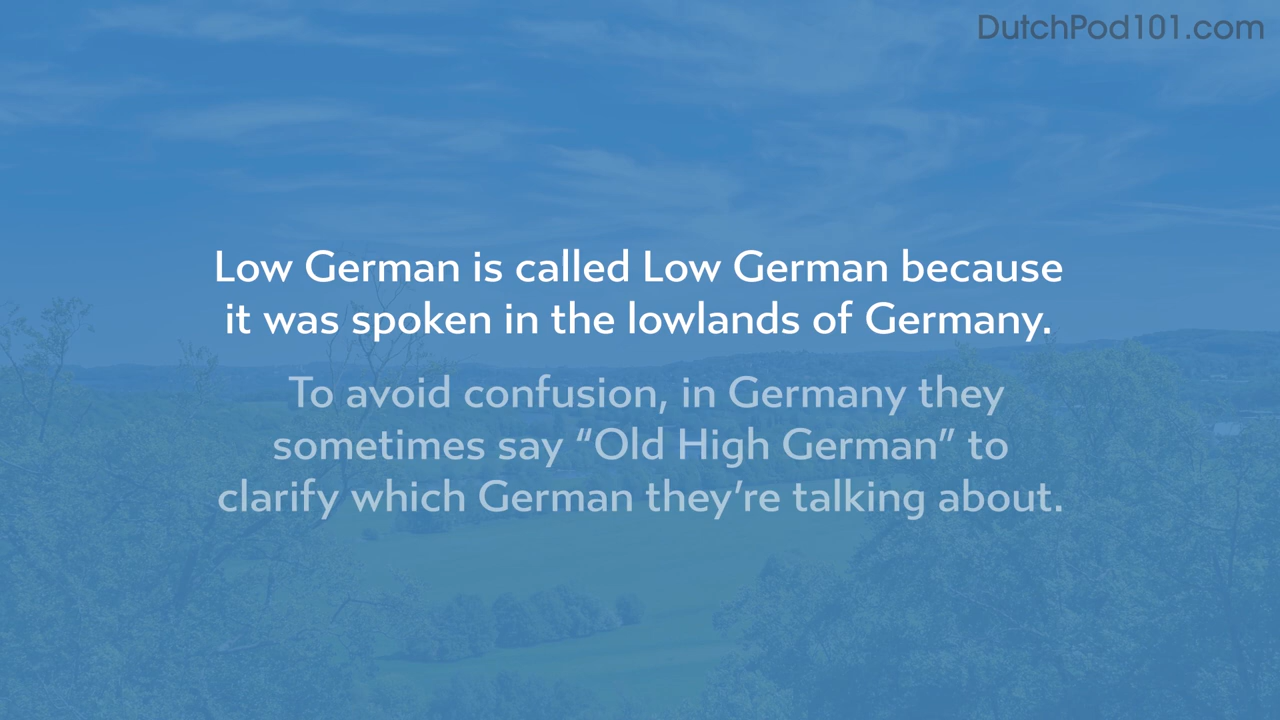 DutchPod101.com
Low German is called Low German because
it was spoken in the lowlands of Germany.
To avoid confusion, in Germany they
sometimes say “Old High German” to
clarify which German they’re talking about.